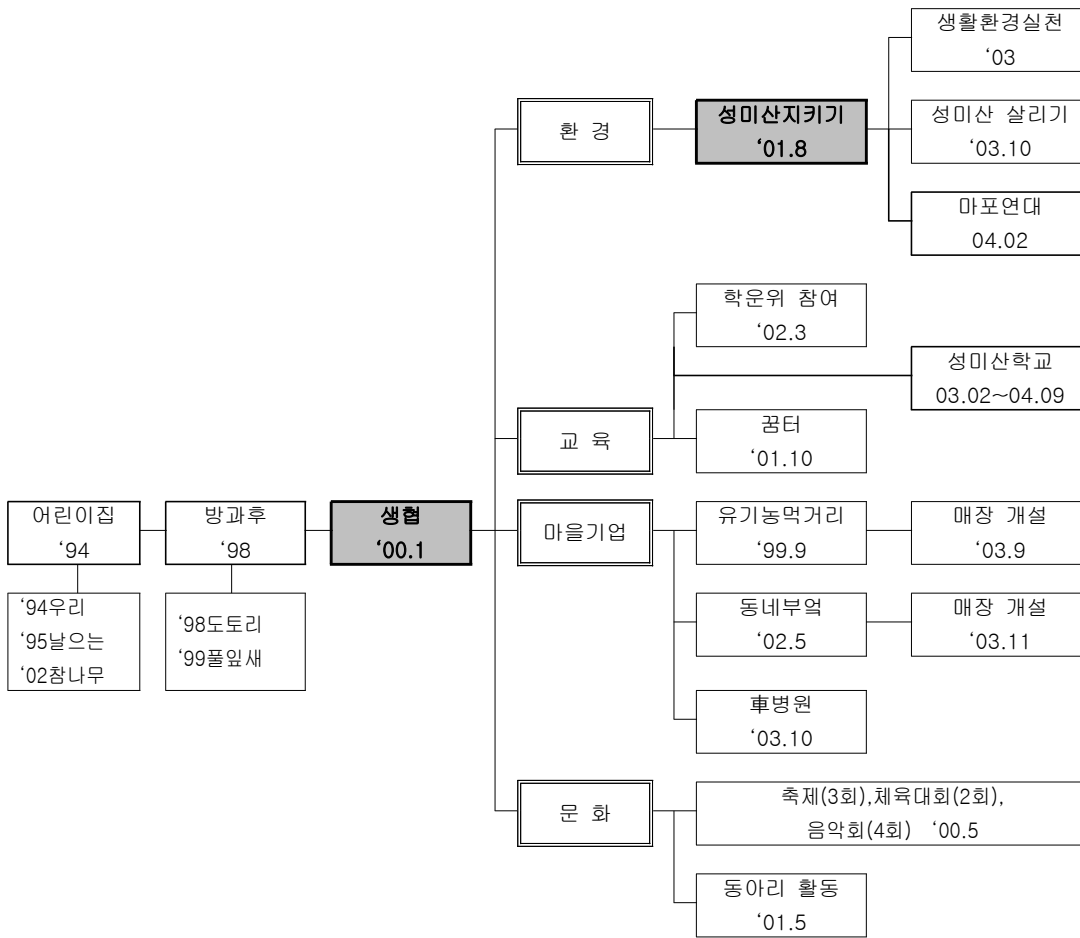 생활환경실천
‘03
환 경
성미산지키기
‘01.8
성미산 살리기
‘03.10
마포연대
04.02
학운위 참여
‘02.3
성미산학교
03.02~04.09
교 육
꿈터
‘01.10
어린이집
‘94
방과후
‘98
생협
‘00.1
마을기업
유기농먹거리
‘99.9
매장 개설
‘03.9
‘94우리
‘95날으는
‘02참나무
‘98도토리
‘99풀잎새
동네부엌
‘02.5
매장 개설
‘03.11
車병원
‘03.10
문 화
축제(3회),체육대회(2회),
음악회(4회) ‘00.5
동아리 활동
‘01.5